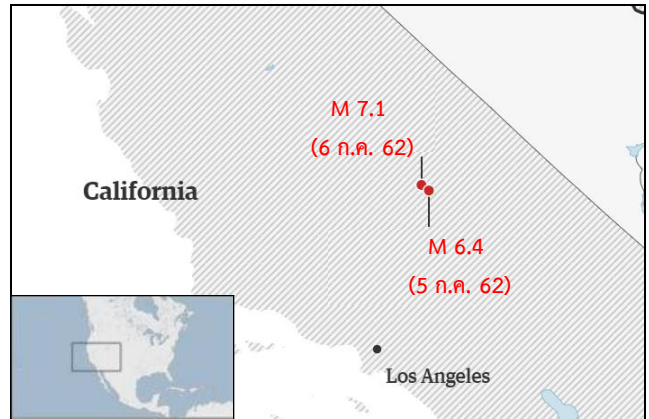 M 7.1
(6 ก.ค. 62)
California
M 6.4
(5 ก.ค. 62)
Los Angeles